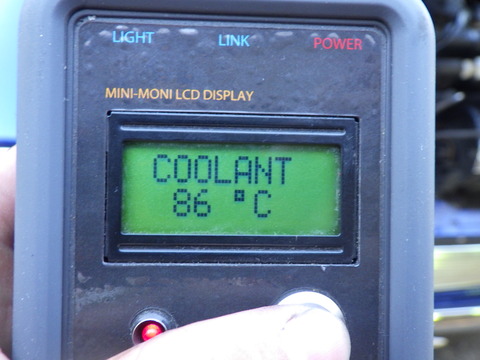 LIGHT LINK POWER
MINI-MONI LCD DISPLAY
COOLANT
86 °C